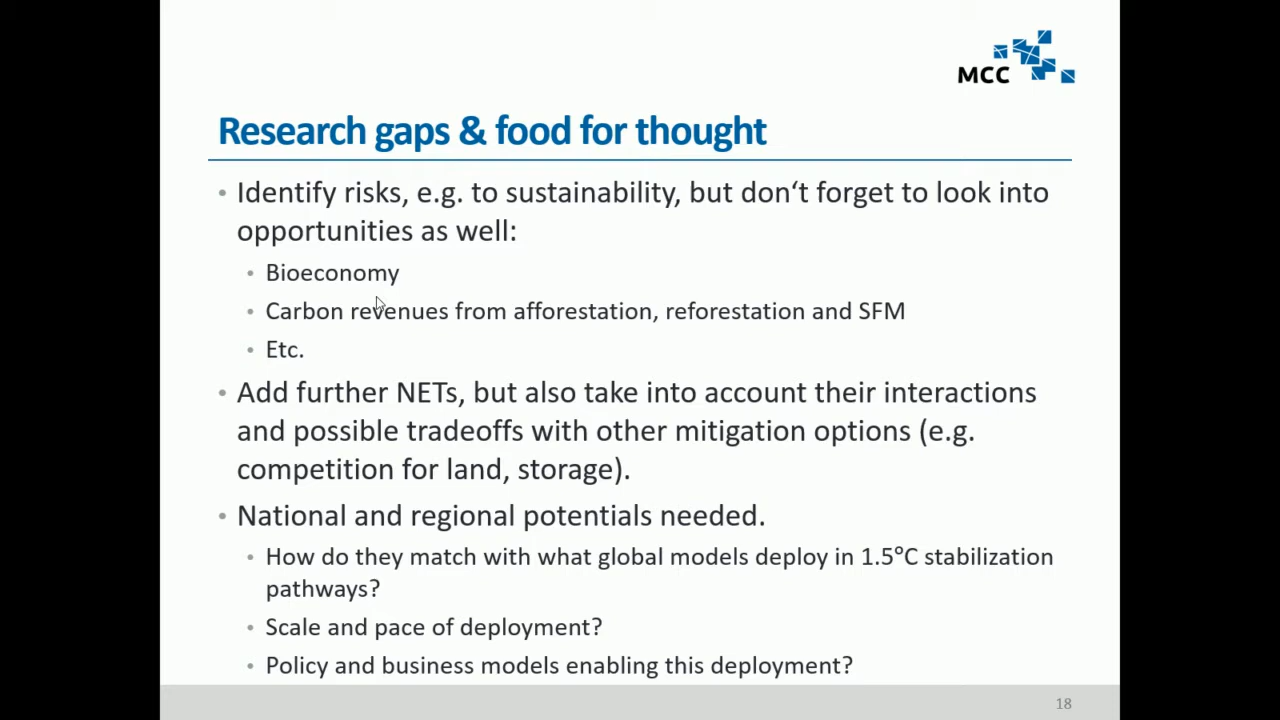 MCC
Research gaps & food for thought
• Identify risks, e.g. to sustainability, but don‘t forget to look into
opportunities as well:
• Bioeconomy
• Carbon revenues from afforestation, reforestation and SFM
• Etc.
• Add further NETs, but also take into account their interactions
and possible tradeoffs with other mitigation options (e.g.
competition for land, storage).
• National and regional potentials needed.
• How do they match with what global models deploy in 1.5°C stabilization
pathways?
• Scale and pace of deployment?
• Policy and business models enabling this deployment?
18